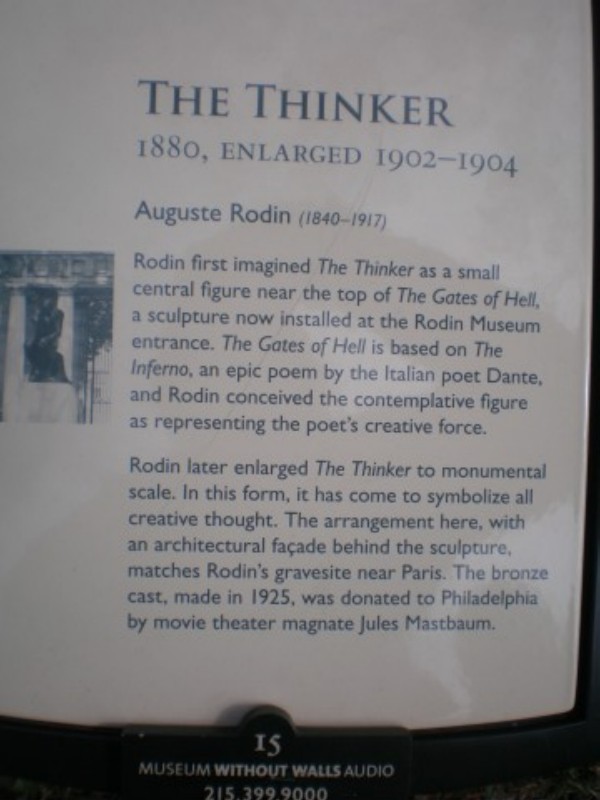 THE THINKER
1880, ENLARGED 1902–1904
Auguste Rodin (1840–1917)
Rodin first imagined The Thinker as a small
central figure near the top of The Gates of Hell,
a sculpture now installed at the Rodin Museum
entrance. The Gates of Hell is based on The
Inferno, an epic poem by the Italian poet Dante,
and Rodin conceived the contemplative figure
as representing the poet's creative force.
Rodin later enlarged The Thinker to monumental
scale. In this form, it has come to symbolize all
creative thought. The arrangement here, with
an architectural façade behind the sculpture,
matches Rodin's gravesite near Paris. The bronze
cast, made in 1925, was donated to Philadelphia
by movie theater magnate Jules Mastbaum.
15
MUSEUM WITHOUT WALLS AUDIO
215.399.9000